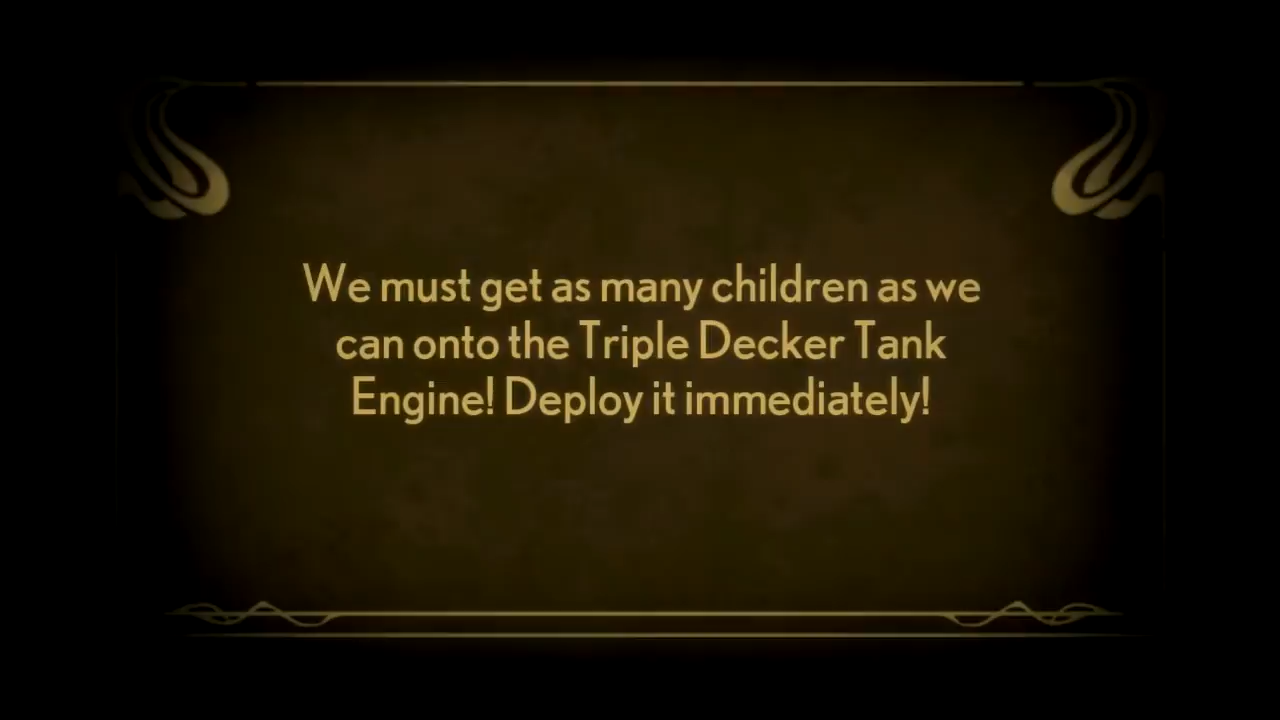 We must get as many children as we
can onto the Triple Decker Tank
Engine! Deploy it immediately!